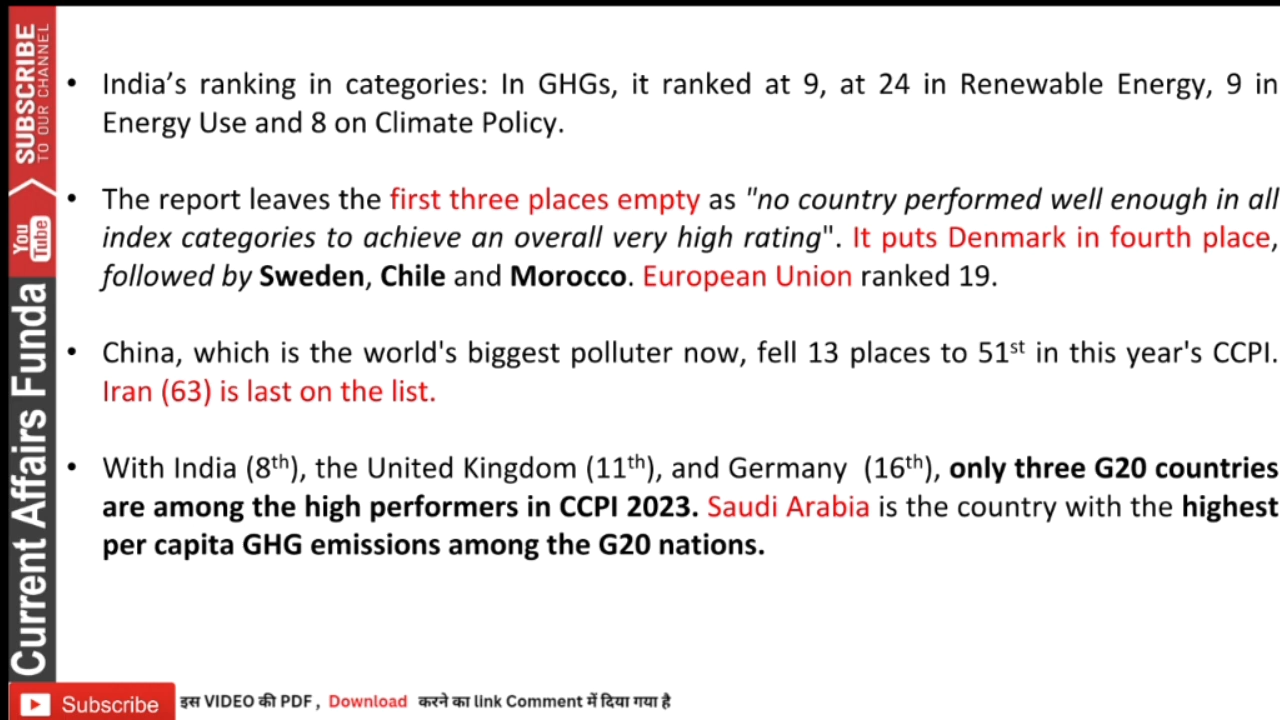 SUBSCRIBE
TO OUR CHANNEL
You
Tube
Current Affairs Funda
• India’s ranking in categories: In GHGs, it ranked at 9, at 24 in Renewable Energy, 9 in
Energy Use and 8 on Climate Policy.
• The report leaves the first three places empty as "no country performed well enough in all
index categories to achieve an overall very high rating". It puts Denmark in fourth place,
followed by Sweden, Chile and Morocco. European Union ranked 19.
• China, which is the world's biggest polluter now, fell 13 places to 51st in this year's CCPI.
Iran (63) is last on the list.
• With India (8th), the United Kingdom (11th), and Germany (16th), only three G20 countries
are among the high performers in CCPI 2023. Saudi Arabia is the country with the highest
per capita GHG emissions among the G20 nations.
Subscribe इस VIDEO की PDF , Download करने का link Comment में दिया गया है